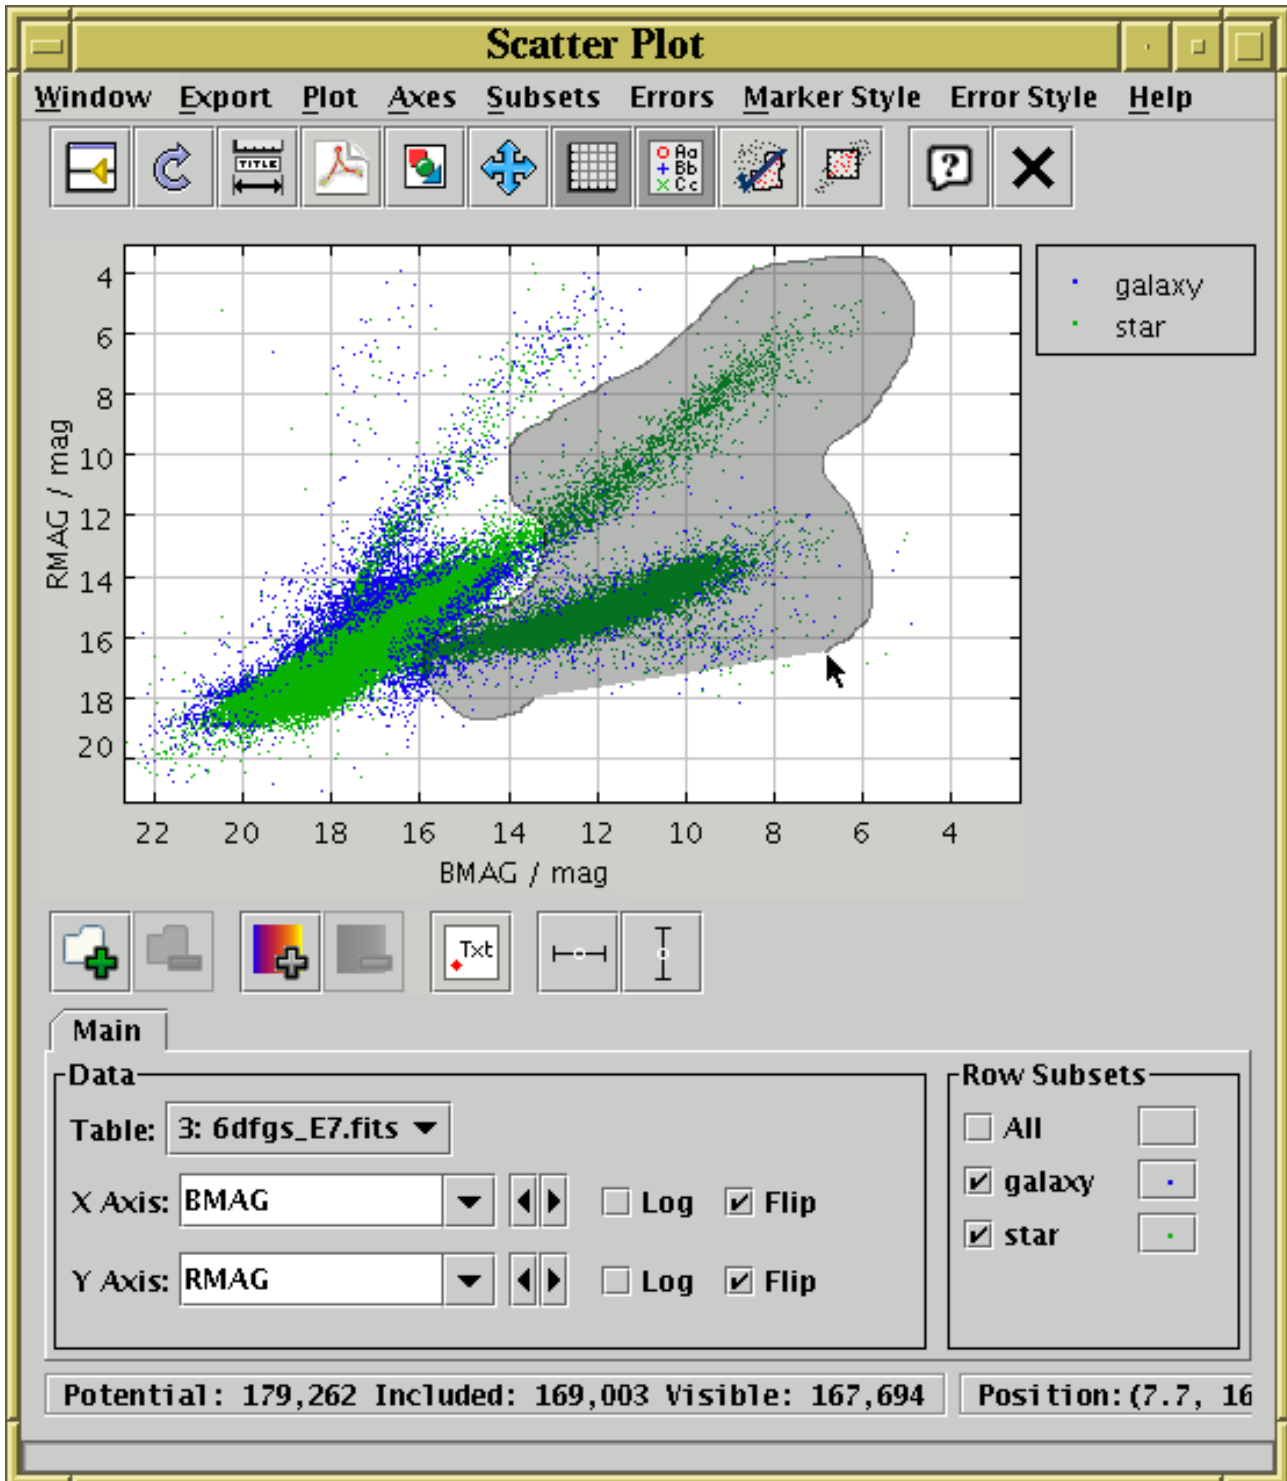 Scatter Plot
Window Export Plot Axes Subsets Errors Marker Style Error Style Help
TITLE
Aa
Bb
Cc
?
galaxy
star
4
6
8
10
12
14
16
18
20
RMAG / mag
22 20 18 16 14 12 10 8 6 4
BMAG / mag
Txt
Main
Data
Table: 3: 6dfgs_E7.fits
X Axis: BMAG Log Flip
Y Axis: RMAG Log Flip
Row Subsets
All
galaxy
star
Potential: 179,262 Included: 169,003 Visible: 167,694 Position:(7.7, 16